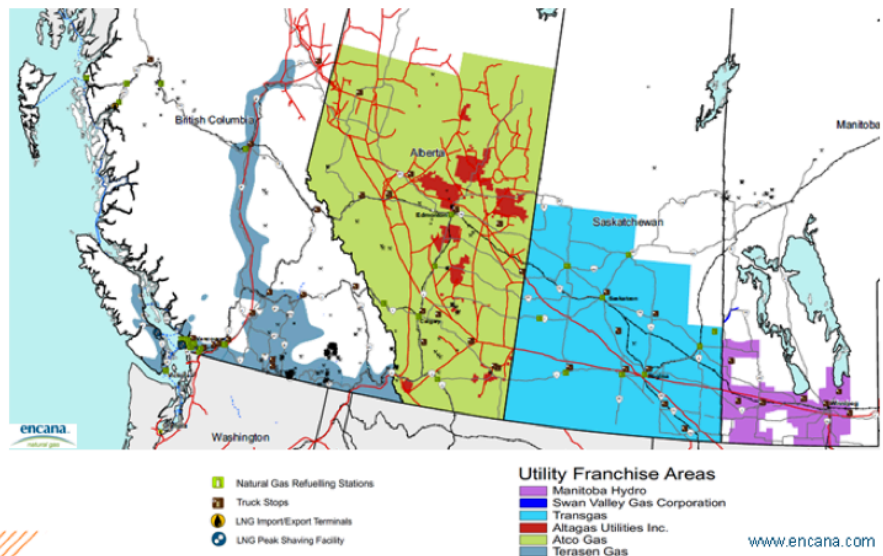 British Columbia
Alberta
Manitoba
Edmonton
Saskatchewan
Saskatoon
Calgary
Regina
Winnipeg
encana.
natural gas
Washington
Natural Gas Refuelling Stations
Truck Stops
LNG Import/Export Terminals
LNG Peak Shaving Facility
Utility Franchise Areas
Manitoba Hydro
Swan Valley Gas Corporation
Transgas
Altagas Utilities Inc.
Atco Gas
Terasen Gas
www.encana.com